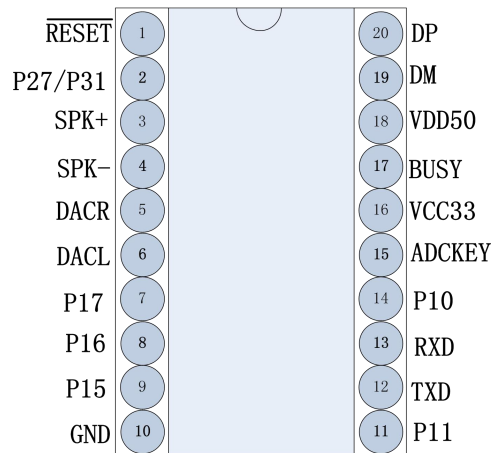 R̅E̅S̅E̅T̅ 1 20 DP
P27/P31 2 19 DM
SPK+ 3 18 VDD50
SPK- 4 17 BUSY
DACR 5 16 VCC33
DACL 6 15 ADCKEY
P17 7 14 P10
P16 8 13 RXD
P15 9 12 TXD
GND 10 11 P11